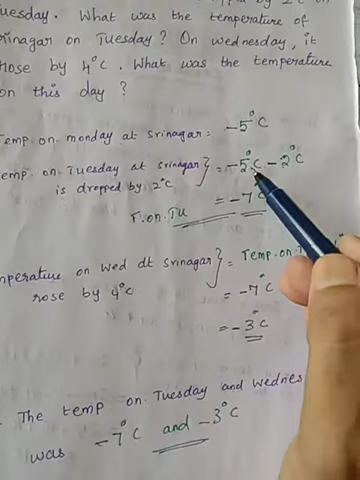 uesday. What was the temperature of
rinagar on Tuesday? On wednesday, it
rose by 4°C. What was the temperature
on this day?
Temp. on monday at Srinagar = -5°C
emp. on Tuesday at Srinagar } = -5°C - 2°C
is dropped by 2°C
T. on. Tu = -7°C
mperature on Wed at Srinagar } = Temp. on T
rose by 4°C = -7°C
= -3°C
. The temp on Tuesday and Wednes
was -7°C and -3°C